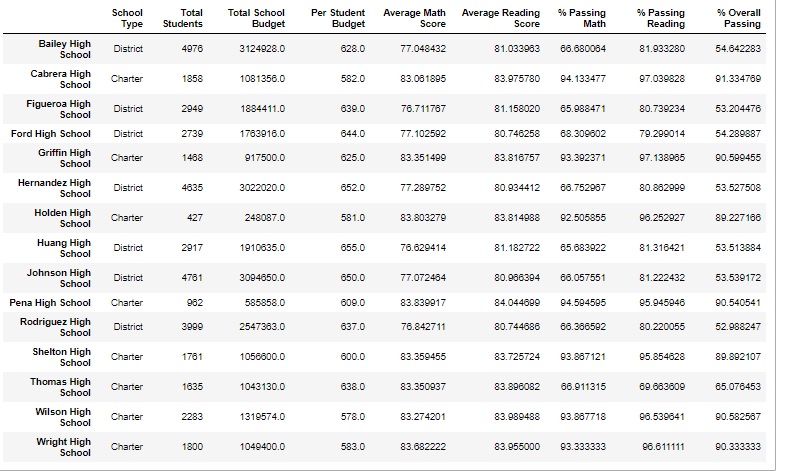 School Type Total Students Total School Budget Per Student Budget Average Math Score Average Reading Score % Passing Math % Passing Reading % Overall Passing
Bailey High School District 4976 3124928.0 628.0 77.048432 81.033963 66.680064 81.933280 54.642283
Cabrera High School Charter 1858 1081356.0 582.0 83.061895 83.975780 94.133477 97.039828 91.334769
Figueroa High School District 2949 1884411.0 639.0 76.711767 81.158020 65.988471 80.739234 53.204476
Ford High School District 2739 1763916.0 644.0 77.102592 80.746258 68.309602 79.299014 54.289887
Griffin High School Charter 1468 917500.0 625.0 83.351499 83.816757 93.392371 97.138965 90.599455
Hernandez High School District 4635 3022020.0 652.0 77.289752 80.934412 66.752967 80.862999 53.527508
Holden High School Charter 427 248087.0 581.0 83.803279 83.814988 92.505855 96.252927 89.227166
Huang High School District 2917 1910635.0 655.0 76.629414 81.182722 65.683922 81.316421 53.513884
Johnson High School District 4761 3094650.0 650.0 77.072464 80.966394 66.057551 81.222432 53.539172
Pena High School Charter 962 585858.0 609.0 83.839917 84.044699 94.594595 95.945946 90.540541
Rodriguez High School District 3999 2547363.0 637.0 76.842711 80.744686 66.366592 80.220055 52.988247
Shelton High School Charter 1761 1056600.0 600.0 83.359455 83.725724 93.867121 95.854628 89.892107
Thomas High School Charter 1635 1043130.0 638.0 83.350937 83.896082 66.911315 69.663609 65.076453
Wilson High School Charter 2283 1319574.0 578.0 83.274201 83.989488 93.867718 96.539641 90.582567
Wright High School Charter 1800 1049400.0 583.0 83.682222 83.955000 93.333333 96.611111 90.333333